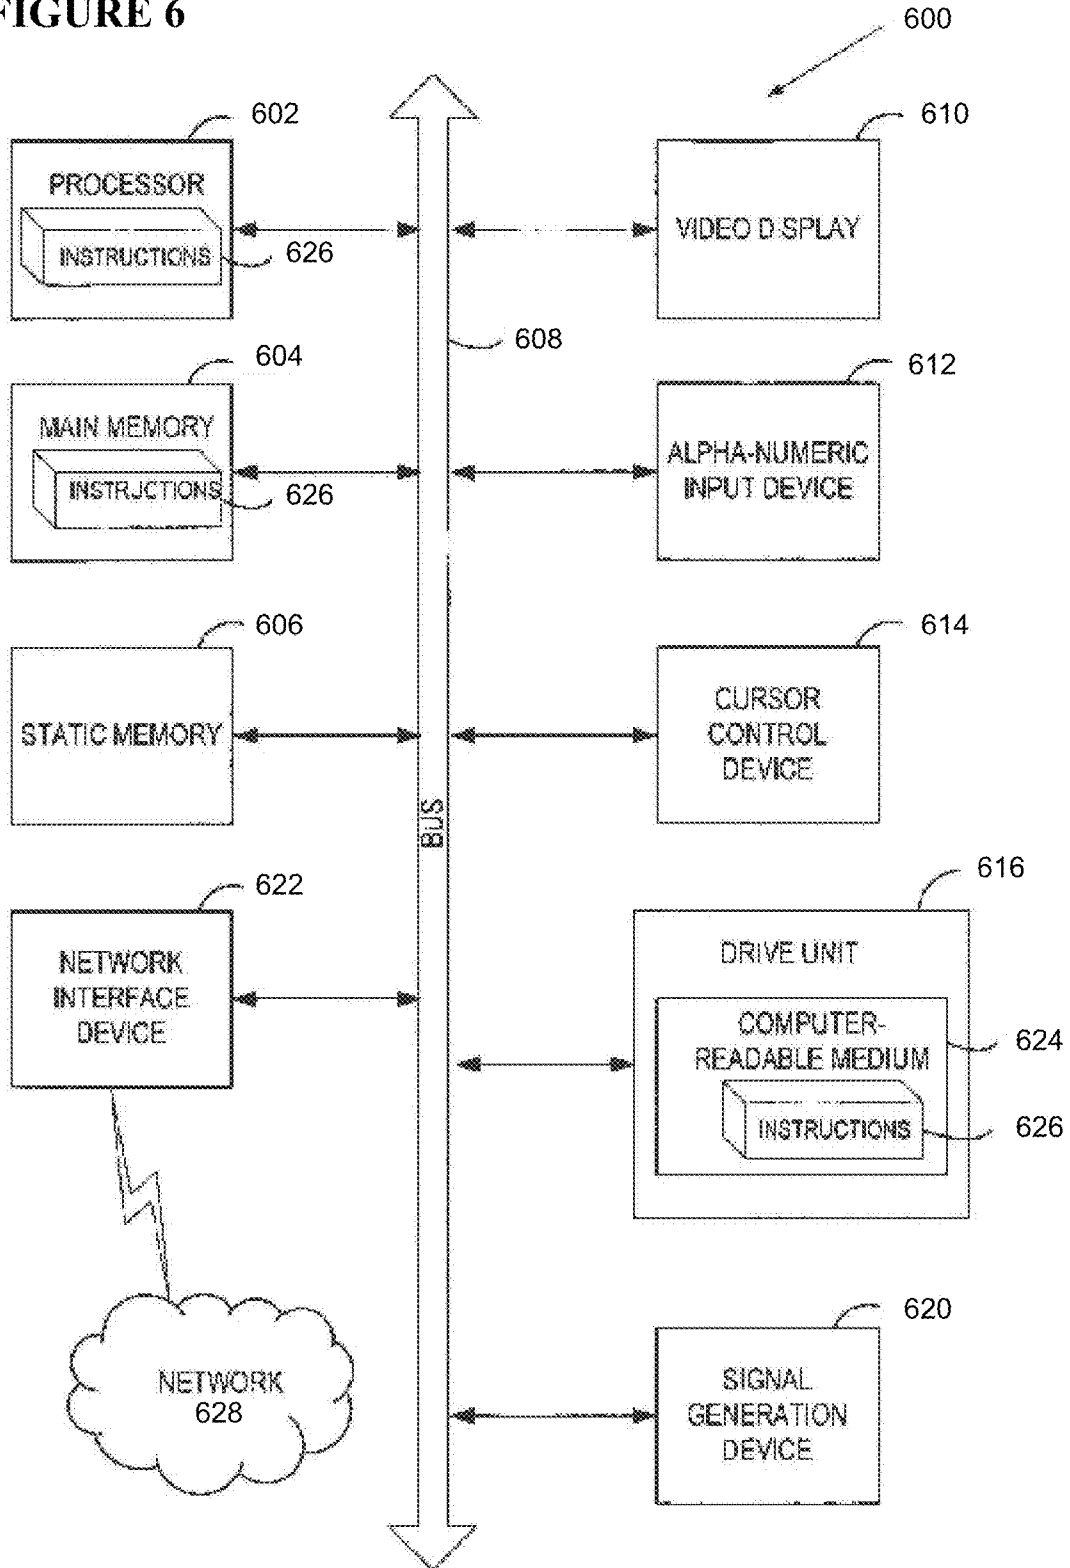 FIGURE 6
600
602
PROCESSOR
INSTRUCTIONS
626
610
VIDEO DISPLAY
608
604
MAIN MEMORY
INSTRUCTIONS
626
612
ALPHA-NUMERIC
INPUT DEVICE
606
STATIC MEMORY
614
CURSOR
CONTROL
DEVICE
BUS
622
NETWORK
INTERFACE
DEVICE
616
DRIVE UNIT
COMPUTER-
READABLE MEDIUM
624
INSTRUCTIONS
626
NETWORK
628
620
SIGNAL
GENERATION
DEVICE